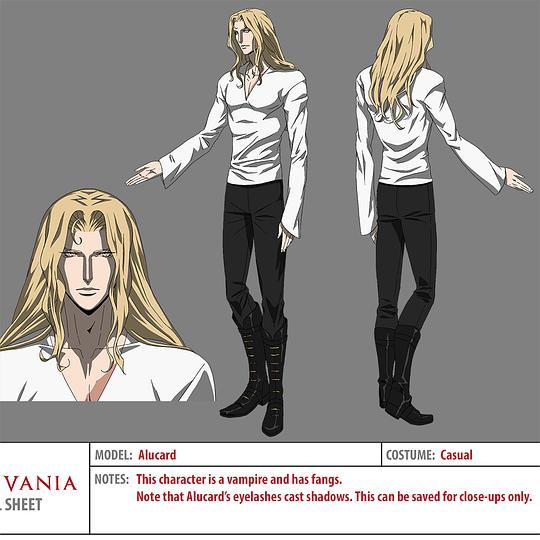 MODEL: Alucard
COSTUME: Casual
VANIA
SHEET
NOTES: This character is a vampire and has fangs.
Note that Alucard's eyelashes cast shadows. This can be saved for close-ups only.